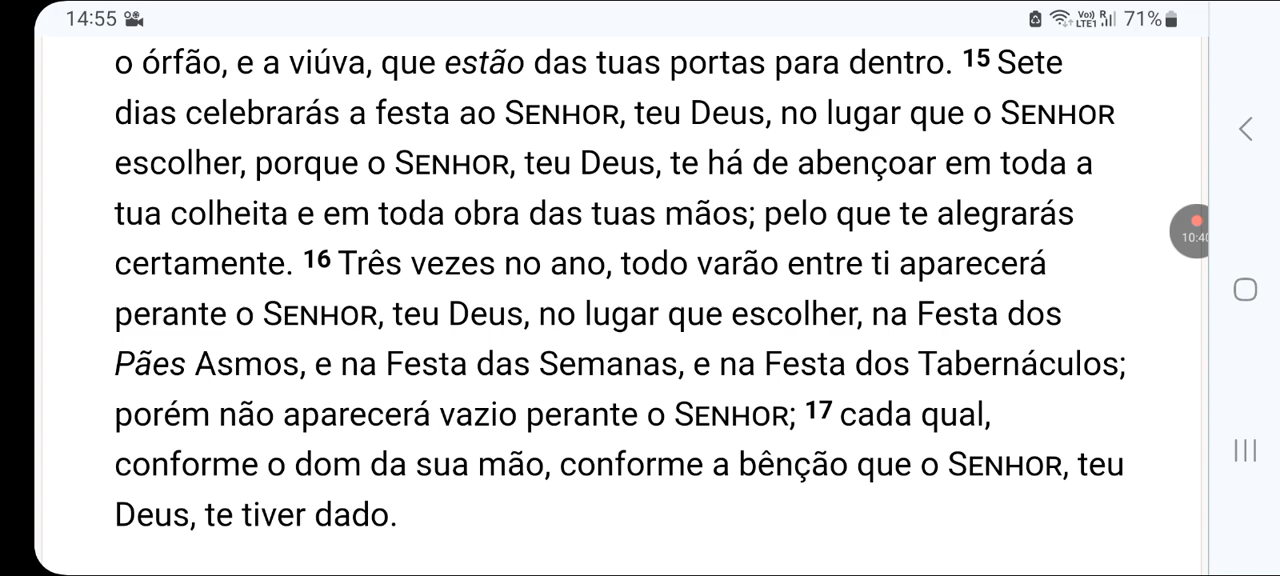 14:55
Vo)) R
LTE1
71%
o órfão, e a viúva, que estão das tuas portas para dentro. 15 Sete
dias celebrarás a festa ao SENHOR, teu Deus, no lugar que o SENHOR
escolher, porque o SENHOR, teu Deus, te há de abençoar em toda a
tua colheita e em toda obra das tuas mãos; pelo que te alegrarás
certamente. 16 Três vezes no ano, todo varão entre ti aparecerá
perante o SENHOR, teu Deus, no lugar que escolher, na Festa dos
Pães Asmos, e na Festa das Semanas, e na Festa dos Tabernáculos;
porém não aparecerá vazio perante o SENHOR; 17 cada qual,
conforme o dom da sua mão, conforme a bênção que o SENHOR, teu
Deus, te tiver dado.